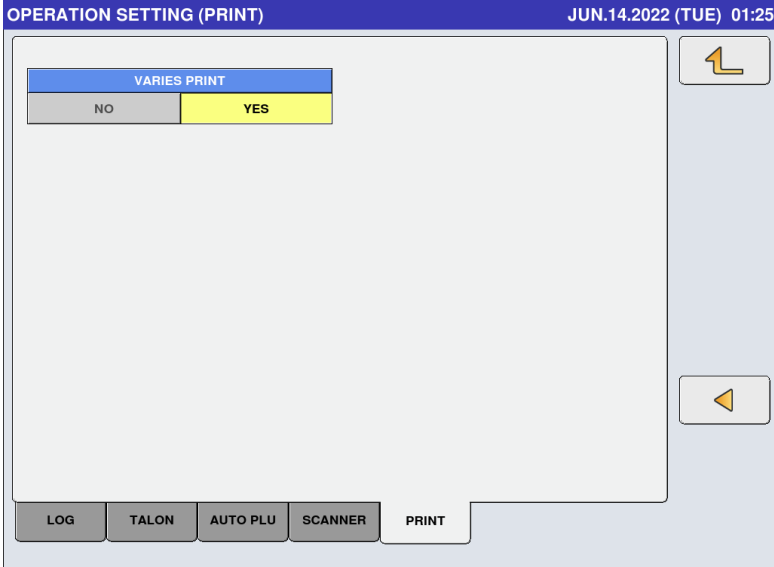 OPERATION SETTING (PRINT) JUN.14.2022 (TUE) 01:25
VARIES PRINT
NO YES
LOG TALON AUTO PLU SCANNER PRINT